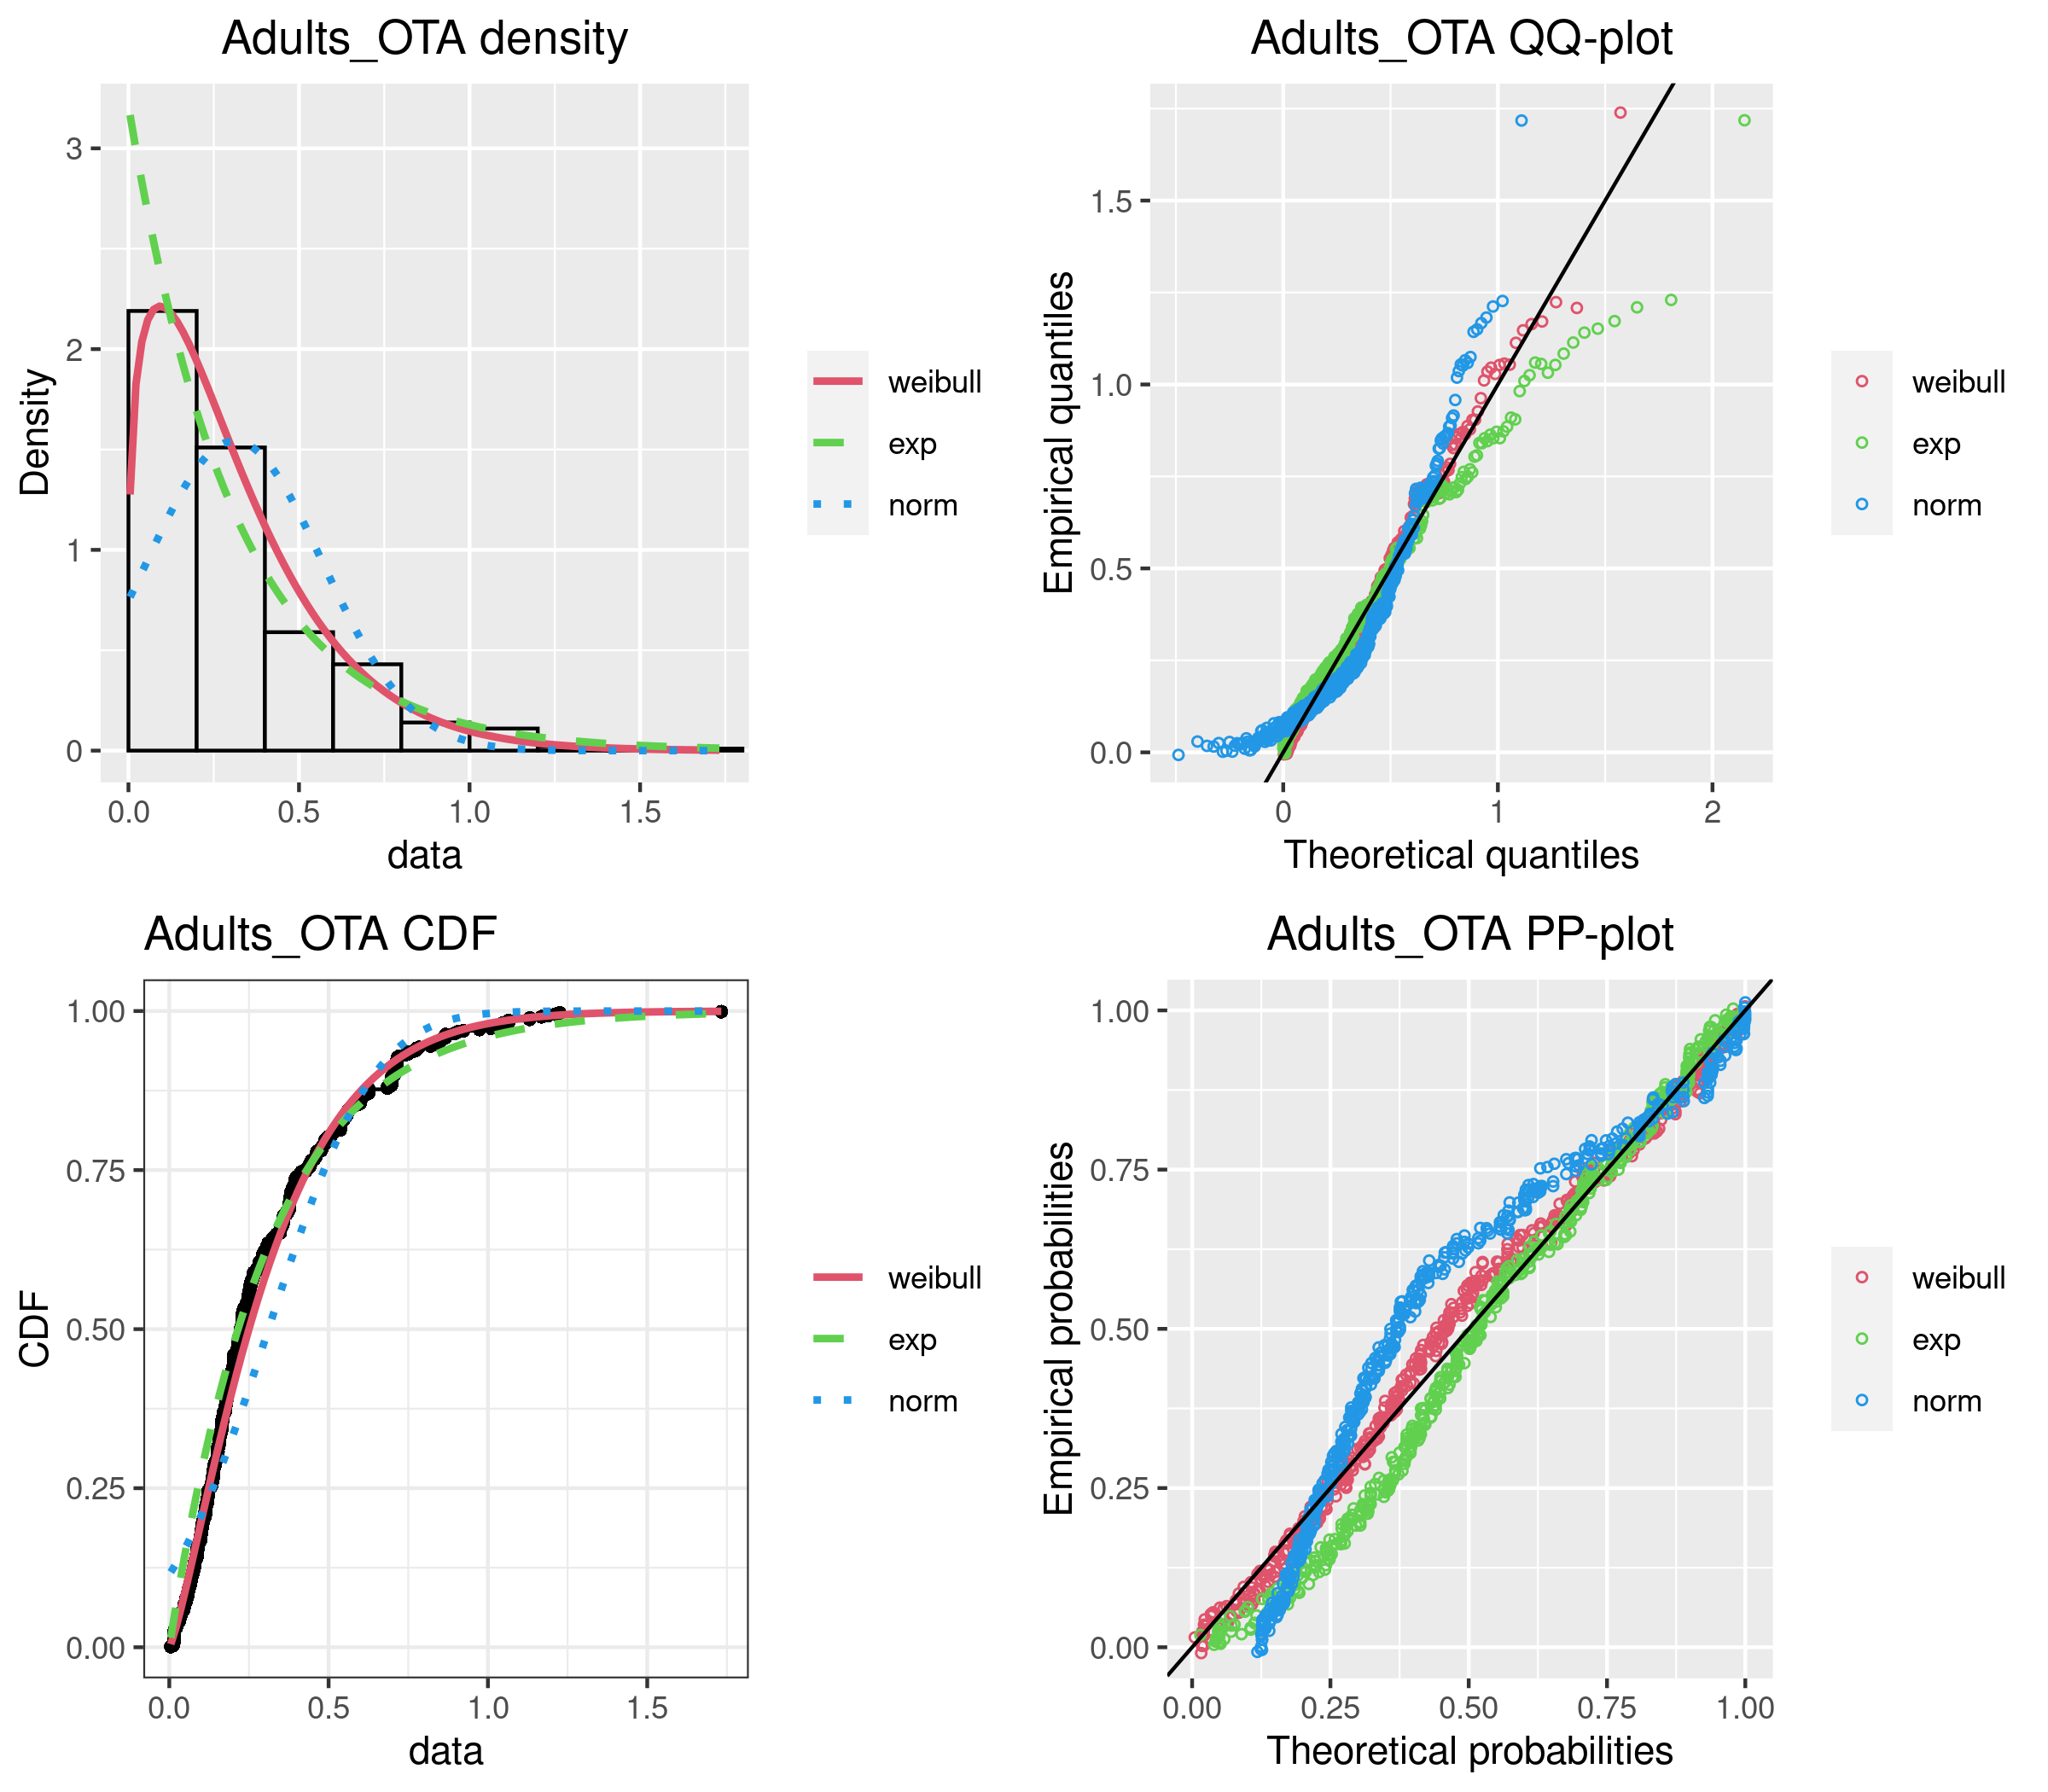 Adults_OTA density
Density
3
2
1
0
0.0 0.5 1.0 1.5
data
weibull
exp
norm
Adults_OTA QQ-plot
Empirical quantiles
1.5
1.0
0.5
0.0
0 1 2
Theoretical quantiles
weibull
exp
norm
Adults_OTA CDF
CDF
1.00
0.75
0.50
0.25
0.00
0.0 0.5 1.0 1.5
data
weibull
exp
norm
Adults_OTA PP-plot
Empirical probabilities
1.00
0.75
0.50
0.25
0.00
0.00 0.25 0.50 0.75 1.00
Theoretical probabilities
weibull
exp
norm